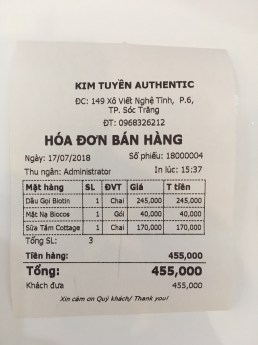 KIM TUYỀN AUTHENTIC
ĐC: 149 Xô Viết Nghệ Tĩnh, P.6,
TP. Sóc Trăng
ĐT: 0968326212
HÓA ĐƠN BÁN HÀNG
Ngày: 17/07/2018 Số phiếu: 18000004
Thu ngân: Administrator In lúc: 15:37
Mặt hàng SL ĐVT Giá T tiền
Dầu Gọi Biotin 1 Chai 245,000 245,000
Mặt Nạ Biocos 1 Gói 40,000 40,000
Sữa Tắm Cottage 1 Chai 170,000 170,000
Tổng SL: 3
Tiền hàng: 455,000
Tổng: 455,000
Khách đưa 455,000
Xin cảm ơn Quý khách/ Thank you!